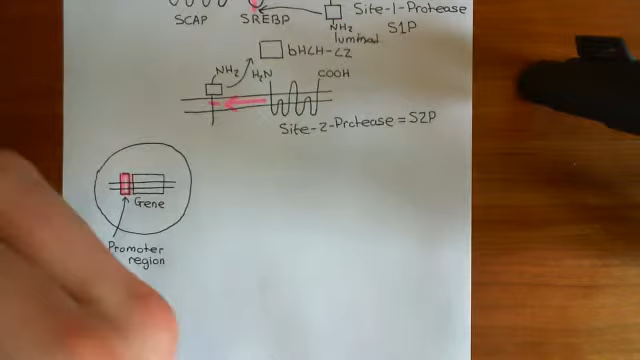 SCAP
SREBP
Site-1-Protease
S1P
NH2
luminal
bHLH-LZ
NH2
H2N
COOH
Site-2-Protease = S2P
Gene
Promoter
region